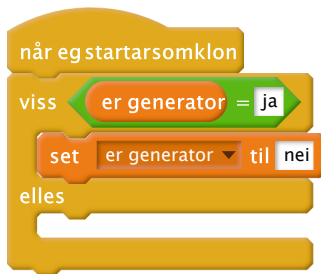 når eg startarsomklon
viss er generator = ja
set er generator til nei
elles